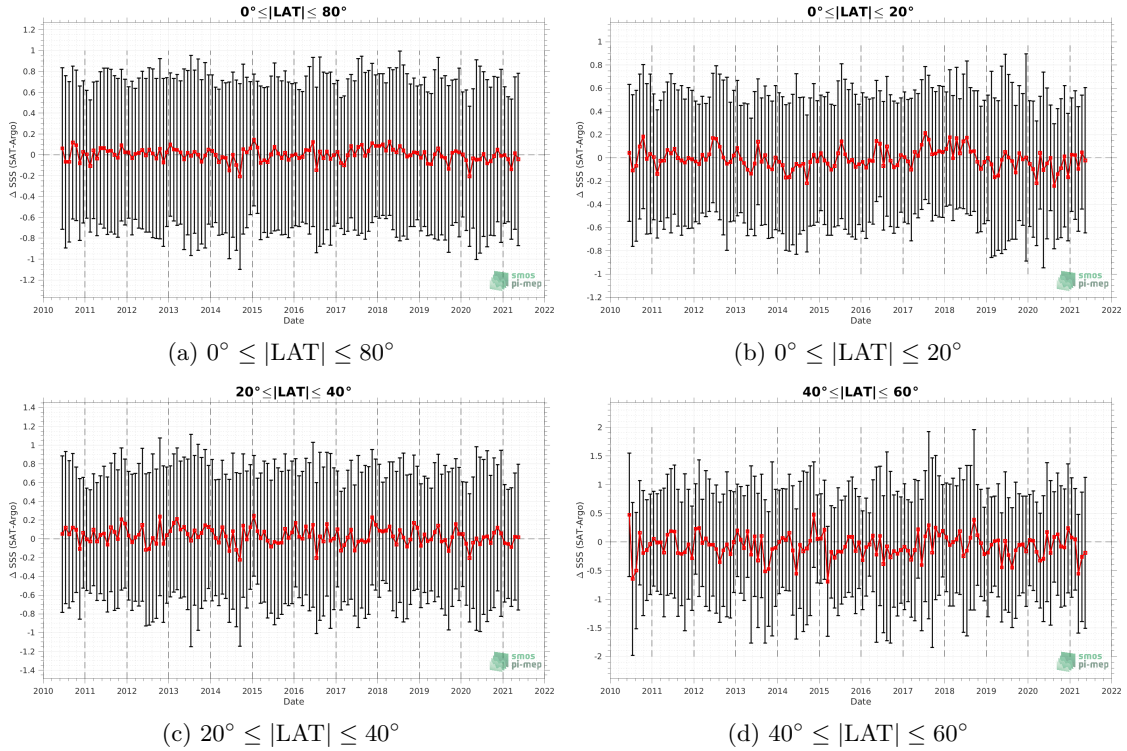 0°≤|LAT|≤ 80°
1.2
1
0.8
0.6
0.4
0.2
0
-0.2
-0.4
-0.6
-0.8
-1
-1.2
Δ SSS (SAT-Argo)
2010 2011 2012 2013 2014 2015 2016 2017 2018 2019 2020 2021 2022
Date
smos
pi-mep
(a) 0° ≤ |LAT| ≤ 80°
0°≤|LAT|≤ 20°
1
0.8
0.6
0.4
0.2
0
-0.2
-0.4
-0.6
-0.8
-1
-1.2
Δ SSS (SAT-Argo)
2010 2011 2012 2013 2014 2015 2016 2017 2018 2019 2020 2021 2022
Date
smos
pi-mep
(b) 0° ≤ |LAT| ≤ 20°
20°≤|LAT|≤ 40°
1.4
1.2
1
0.8
0.6
0.4
0.2
0
-0.2
-0.4
-0.6
-0.8
-1
-1.2
-1.4
Δ SSS (SAT-Argo)
2010 2011 2012 2013 2014 2015 2016 2017 2018 2019 2020 2021 2022
Date
smos
pi-mep
(c) 20° ≤ |LAT| ≤ 40°
40°≤|LAT|≤ 60°
2
1.5
1
0.5
0
-0.5
-1
-1.5
-2
Δ SSS (SAT-Argo)
2010 2011 2012 2013 2014 2015 2016 2017 2018 2019 2020 2021 2022
Date
smos
pi-mep
(d) 40° ≤ |LAT| ≤ 60°